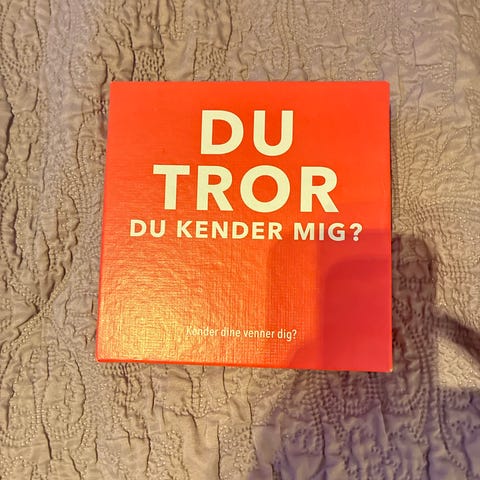 DU
TROR
DU KENDER MIG?
Kender dine venner dig?